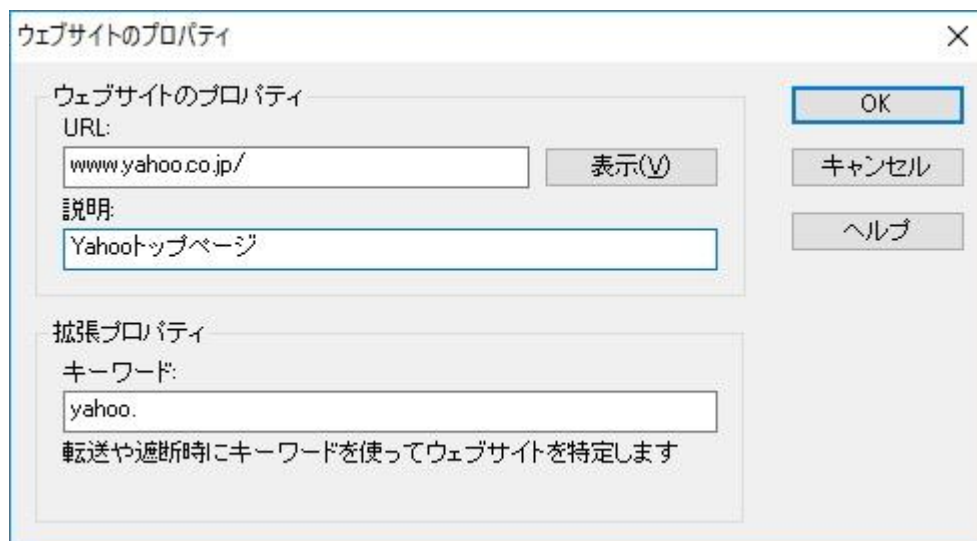 ウェブサイトのプロパティ
ウェブサイトのプロパティ
URL:
www.yahoo.co.jp/
表示(V)
説明:
Yahooトップページ
OK
キャンセル
ヘルプ
拡張プロパティ
キーワード:
yahoo.
転送や遮断時にキーワードを使ってウェブサイトを特定します